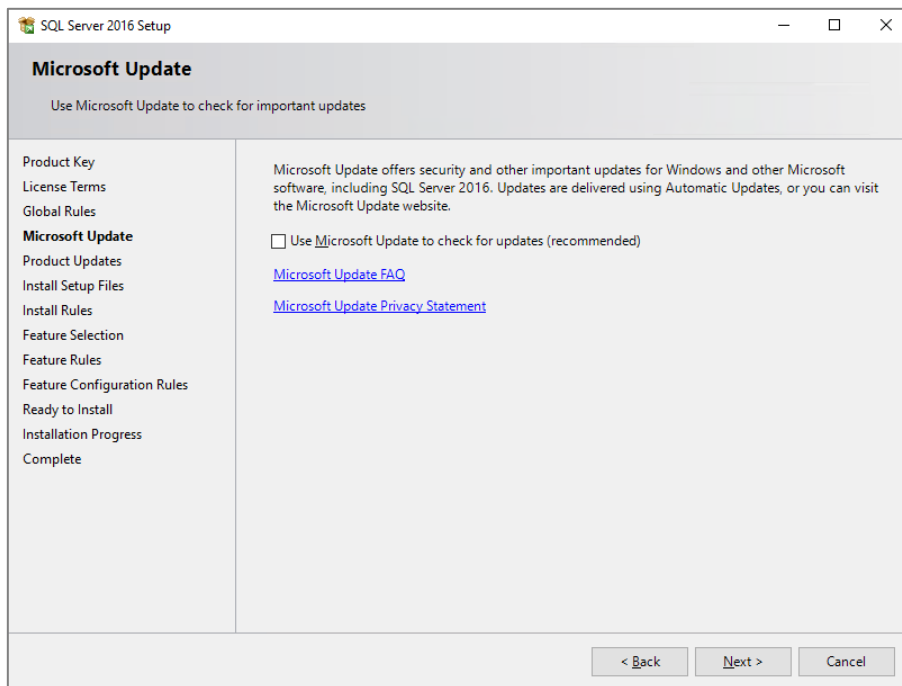 SQL Server 2016 Setup
Microsoft Update
Use Microsoft Update to check for important updates
Product Key
License Terms
Global Rules
Microsoft Update
Product Updates
Install Setup Files
Install Rules
Feature Selection
Feature Rules
Feature Configuration Rules
Ready to Install
Installation Progress
Complete
Microsoft Update offers security and other important updates for Windows and other Microsoft
software, including SQL Server 2016. Updates are delivered using Automatic Updates, or you can visit
the Microsoft Update website.
Use Microsoft Update to check for updates (recommended)
Microsoft Update FAQ
Microsoft Update Privacy Statement
< Back
Next >
Cancel